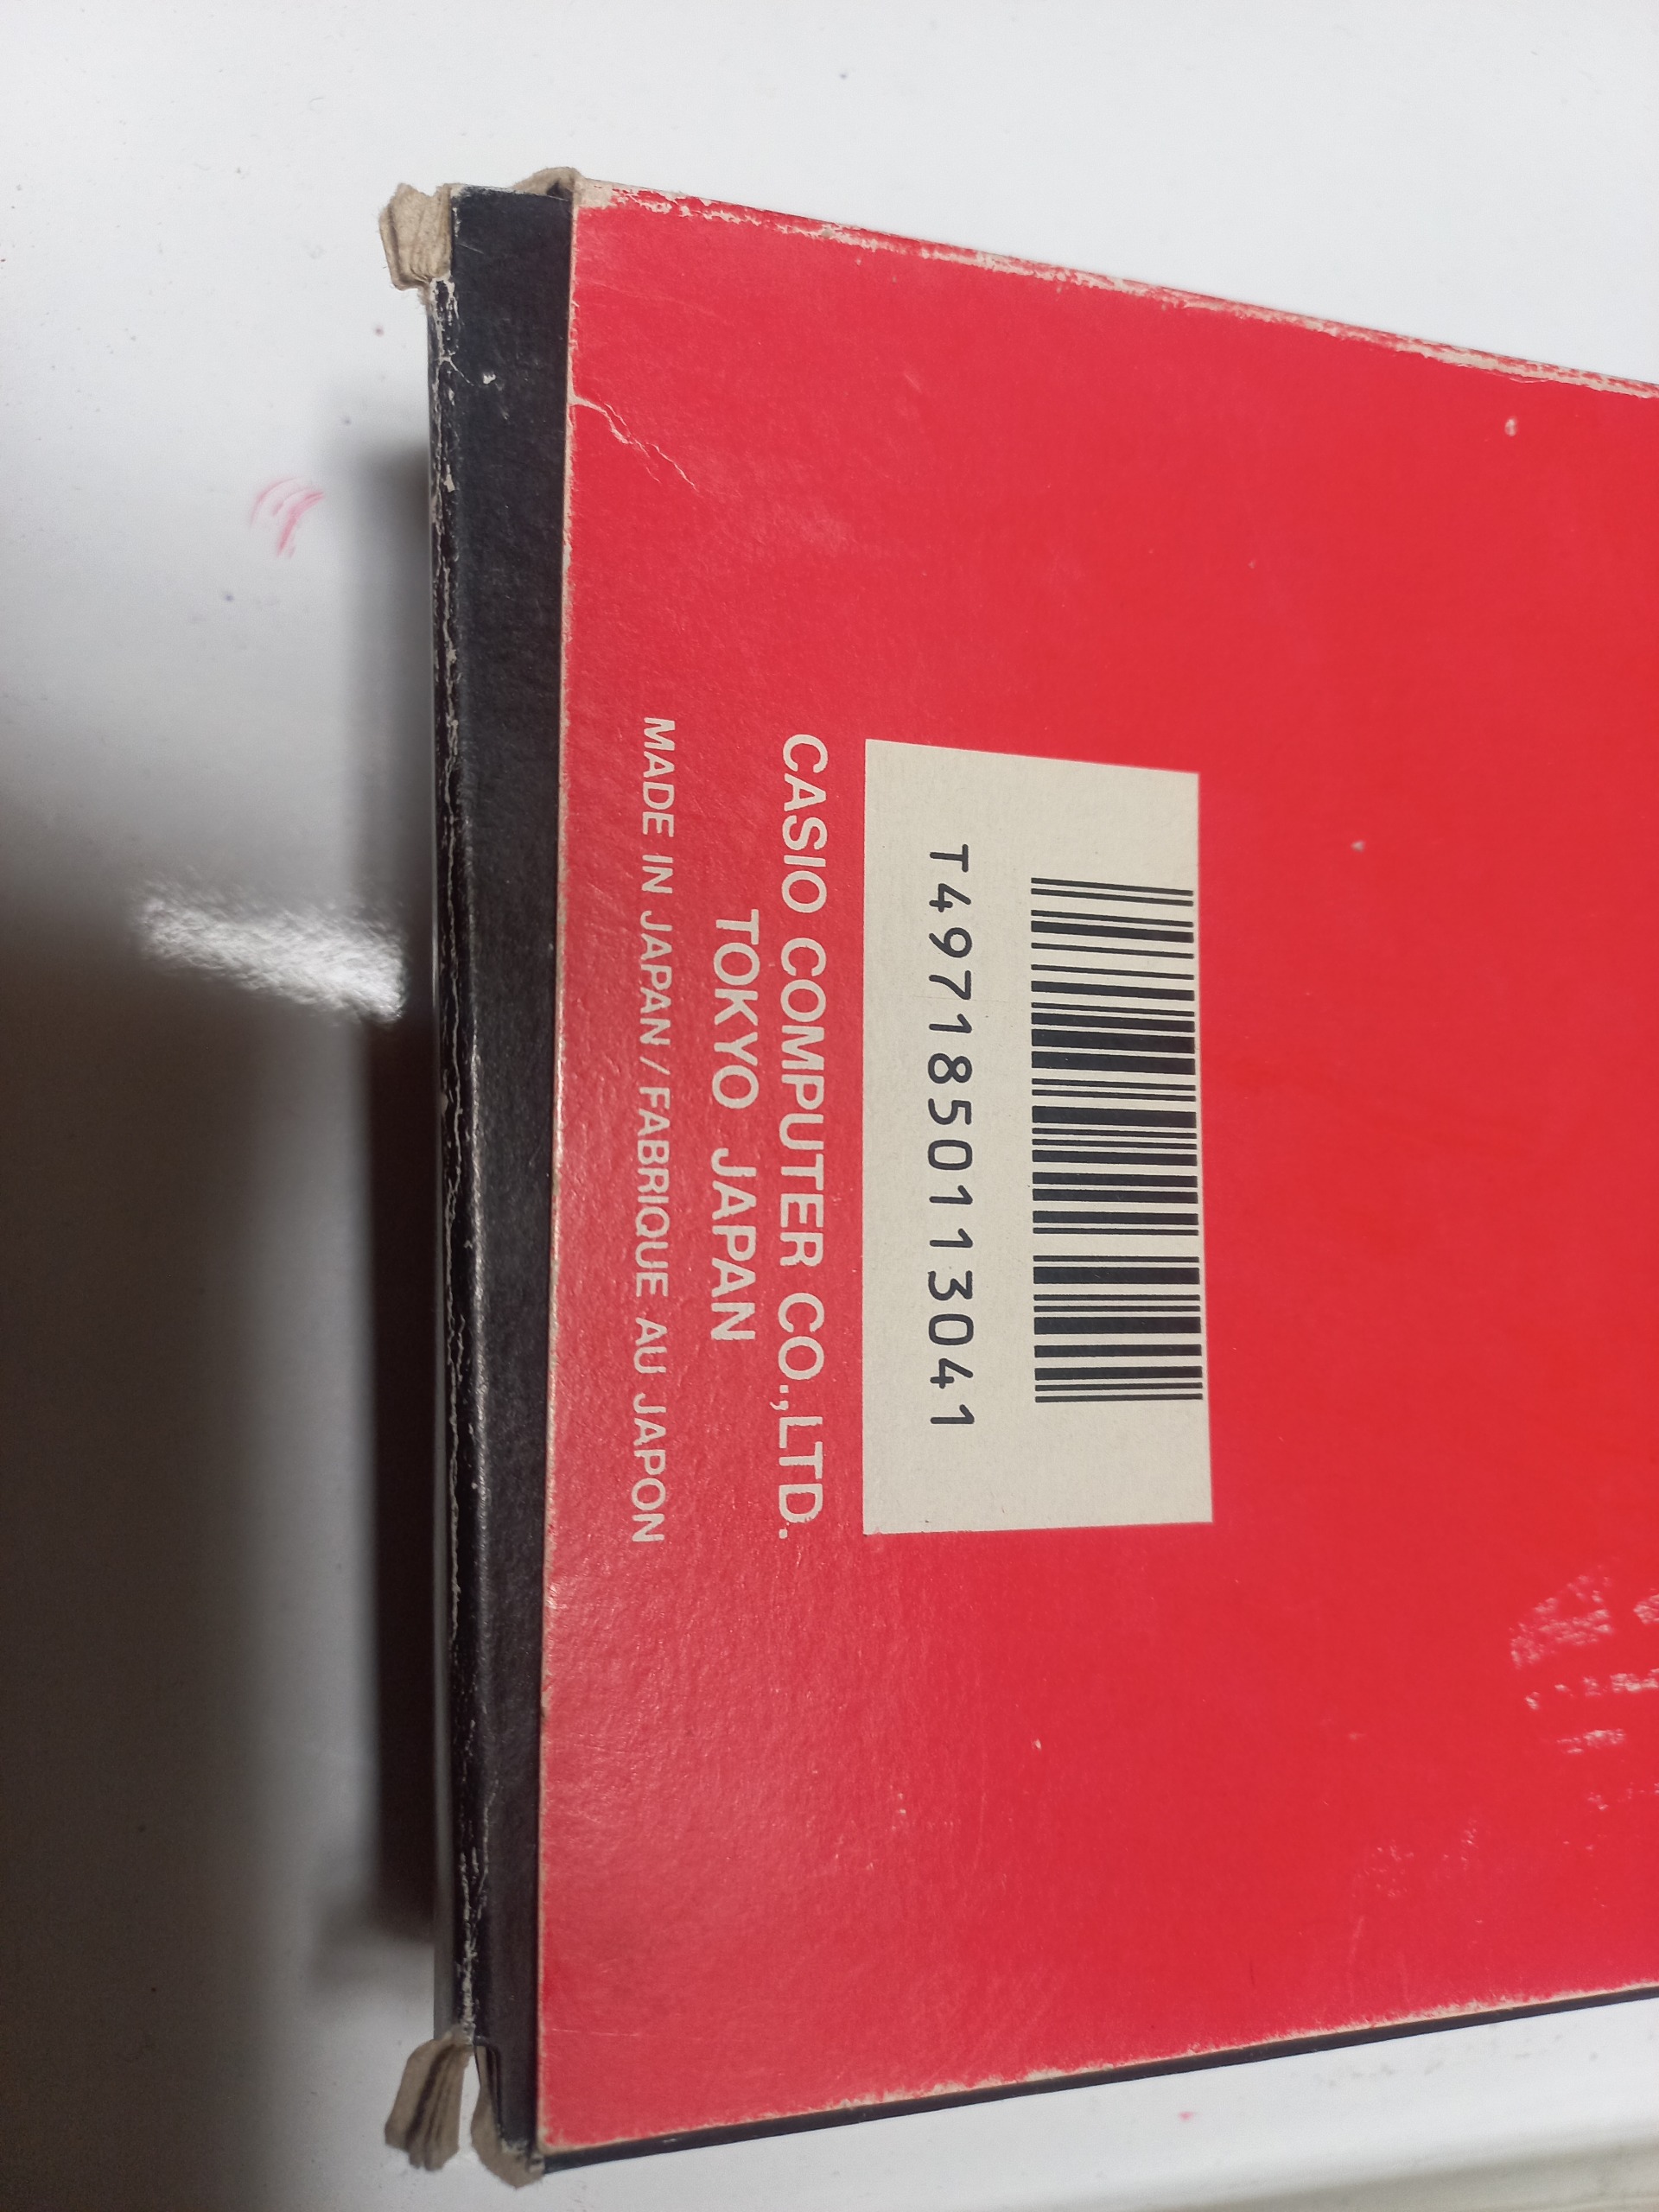 T4971850113041
CASIO COMPUTER CO.,LTD.
TOKYO JAPAN
MADE IN JAPAN / FABRIQUE AU JAPON